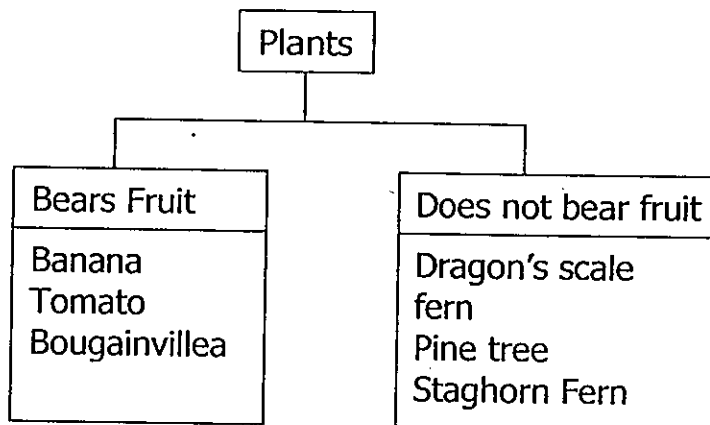 Plants
Bears Fruit
Banana
Tomato
Bougainvillea
Does not bear fruit
Dragon's scale
fern
Pine tree
Staghorn Fern